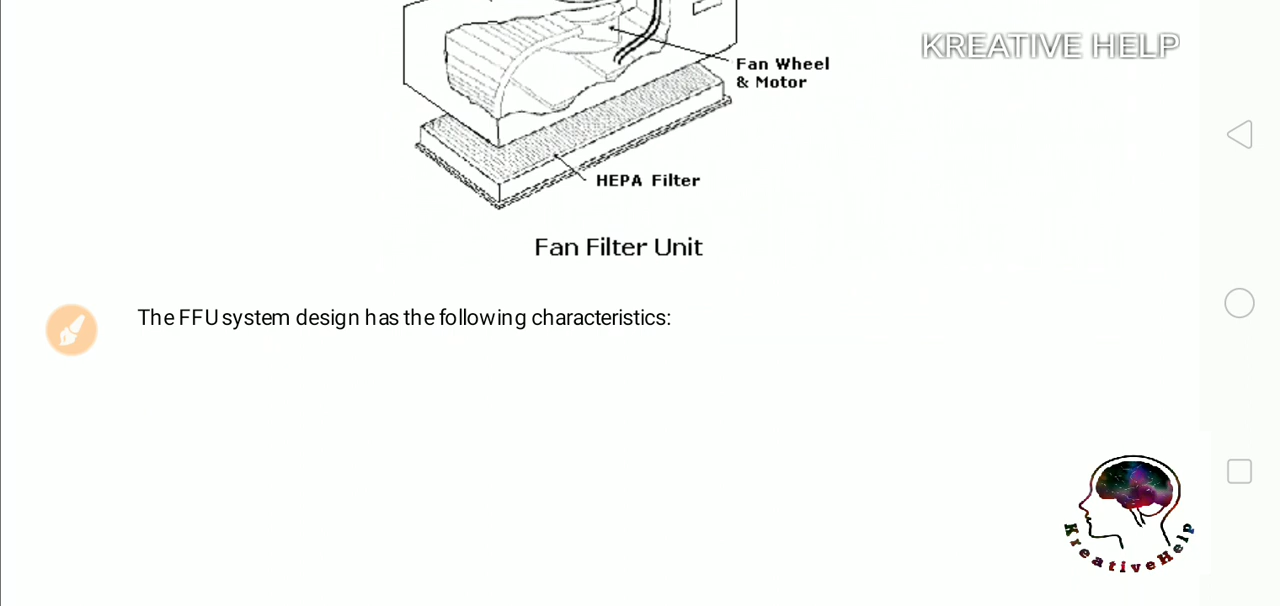 KREATIVE HELP
Fan Wheel
& Motor
HEPA Filter
Fan Filter Unit
The FFU system design has the following characteristics:
KreativeHelp